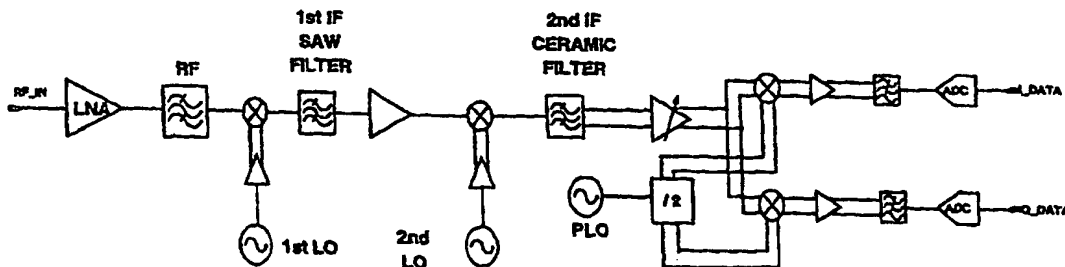 1st IF
SAW
FILTER
2nd IF
CERAMIC
FILTER
RF
RF_IN
LNA
ADC
I_DATA
/2
PLO
1st LO
2nd
LO
ADC
Q_DATA